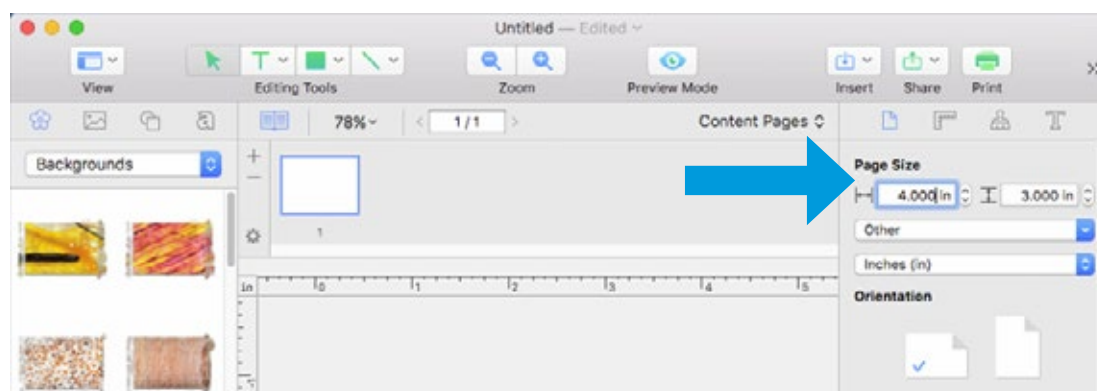 Untitled — Edited
View
Editing Tools
Zoom
Preview Mode
Insert
Share
Print
78%
1/1
Content Pages
T
Backgrounds
Page Size
4.000 in
3.000 in
1
Other
Inches (in)
in
0 1 2 3 4 5
Orientation